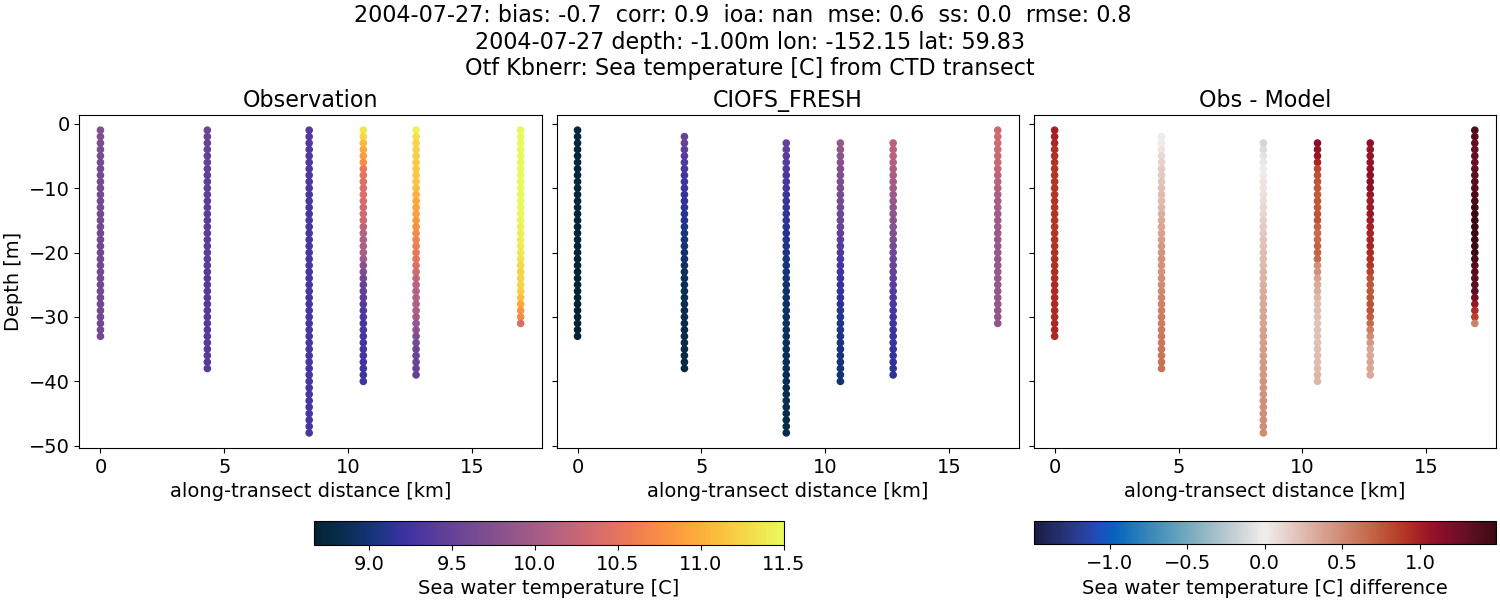 2004-07-27: bias: -0.7  corr: 0.9  ioa: nan  mse: 0.6  ss: 0.0  rmse: 0.8
2004-07-27 depth: -1.00m lon: -152.15 lat: 59.83
Otf Kbnerr: Sea temperature [C] from CTD transect
Observation
CIOFS_FRESH
Obs - Model
Depth [m]
0
−10
−20
−30
−40
−50
0 5 10 15
along-transect distance [km]
0 5 10 15
along-transect distance [km]
0 5 10 15
along-transect distance [km]
9.0 9.5 10.0 10.5 11.0 11.5
Sea water temperature [C]
−1.0 −0.5 0.0 0.5 1.0
Sea water temperature [C] difference